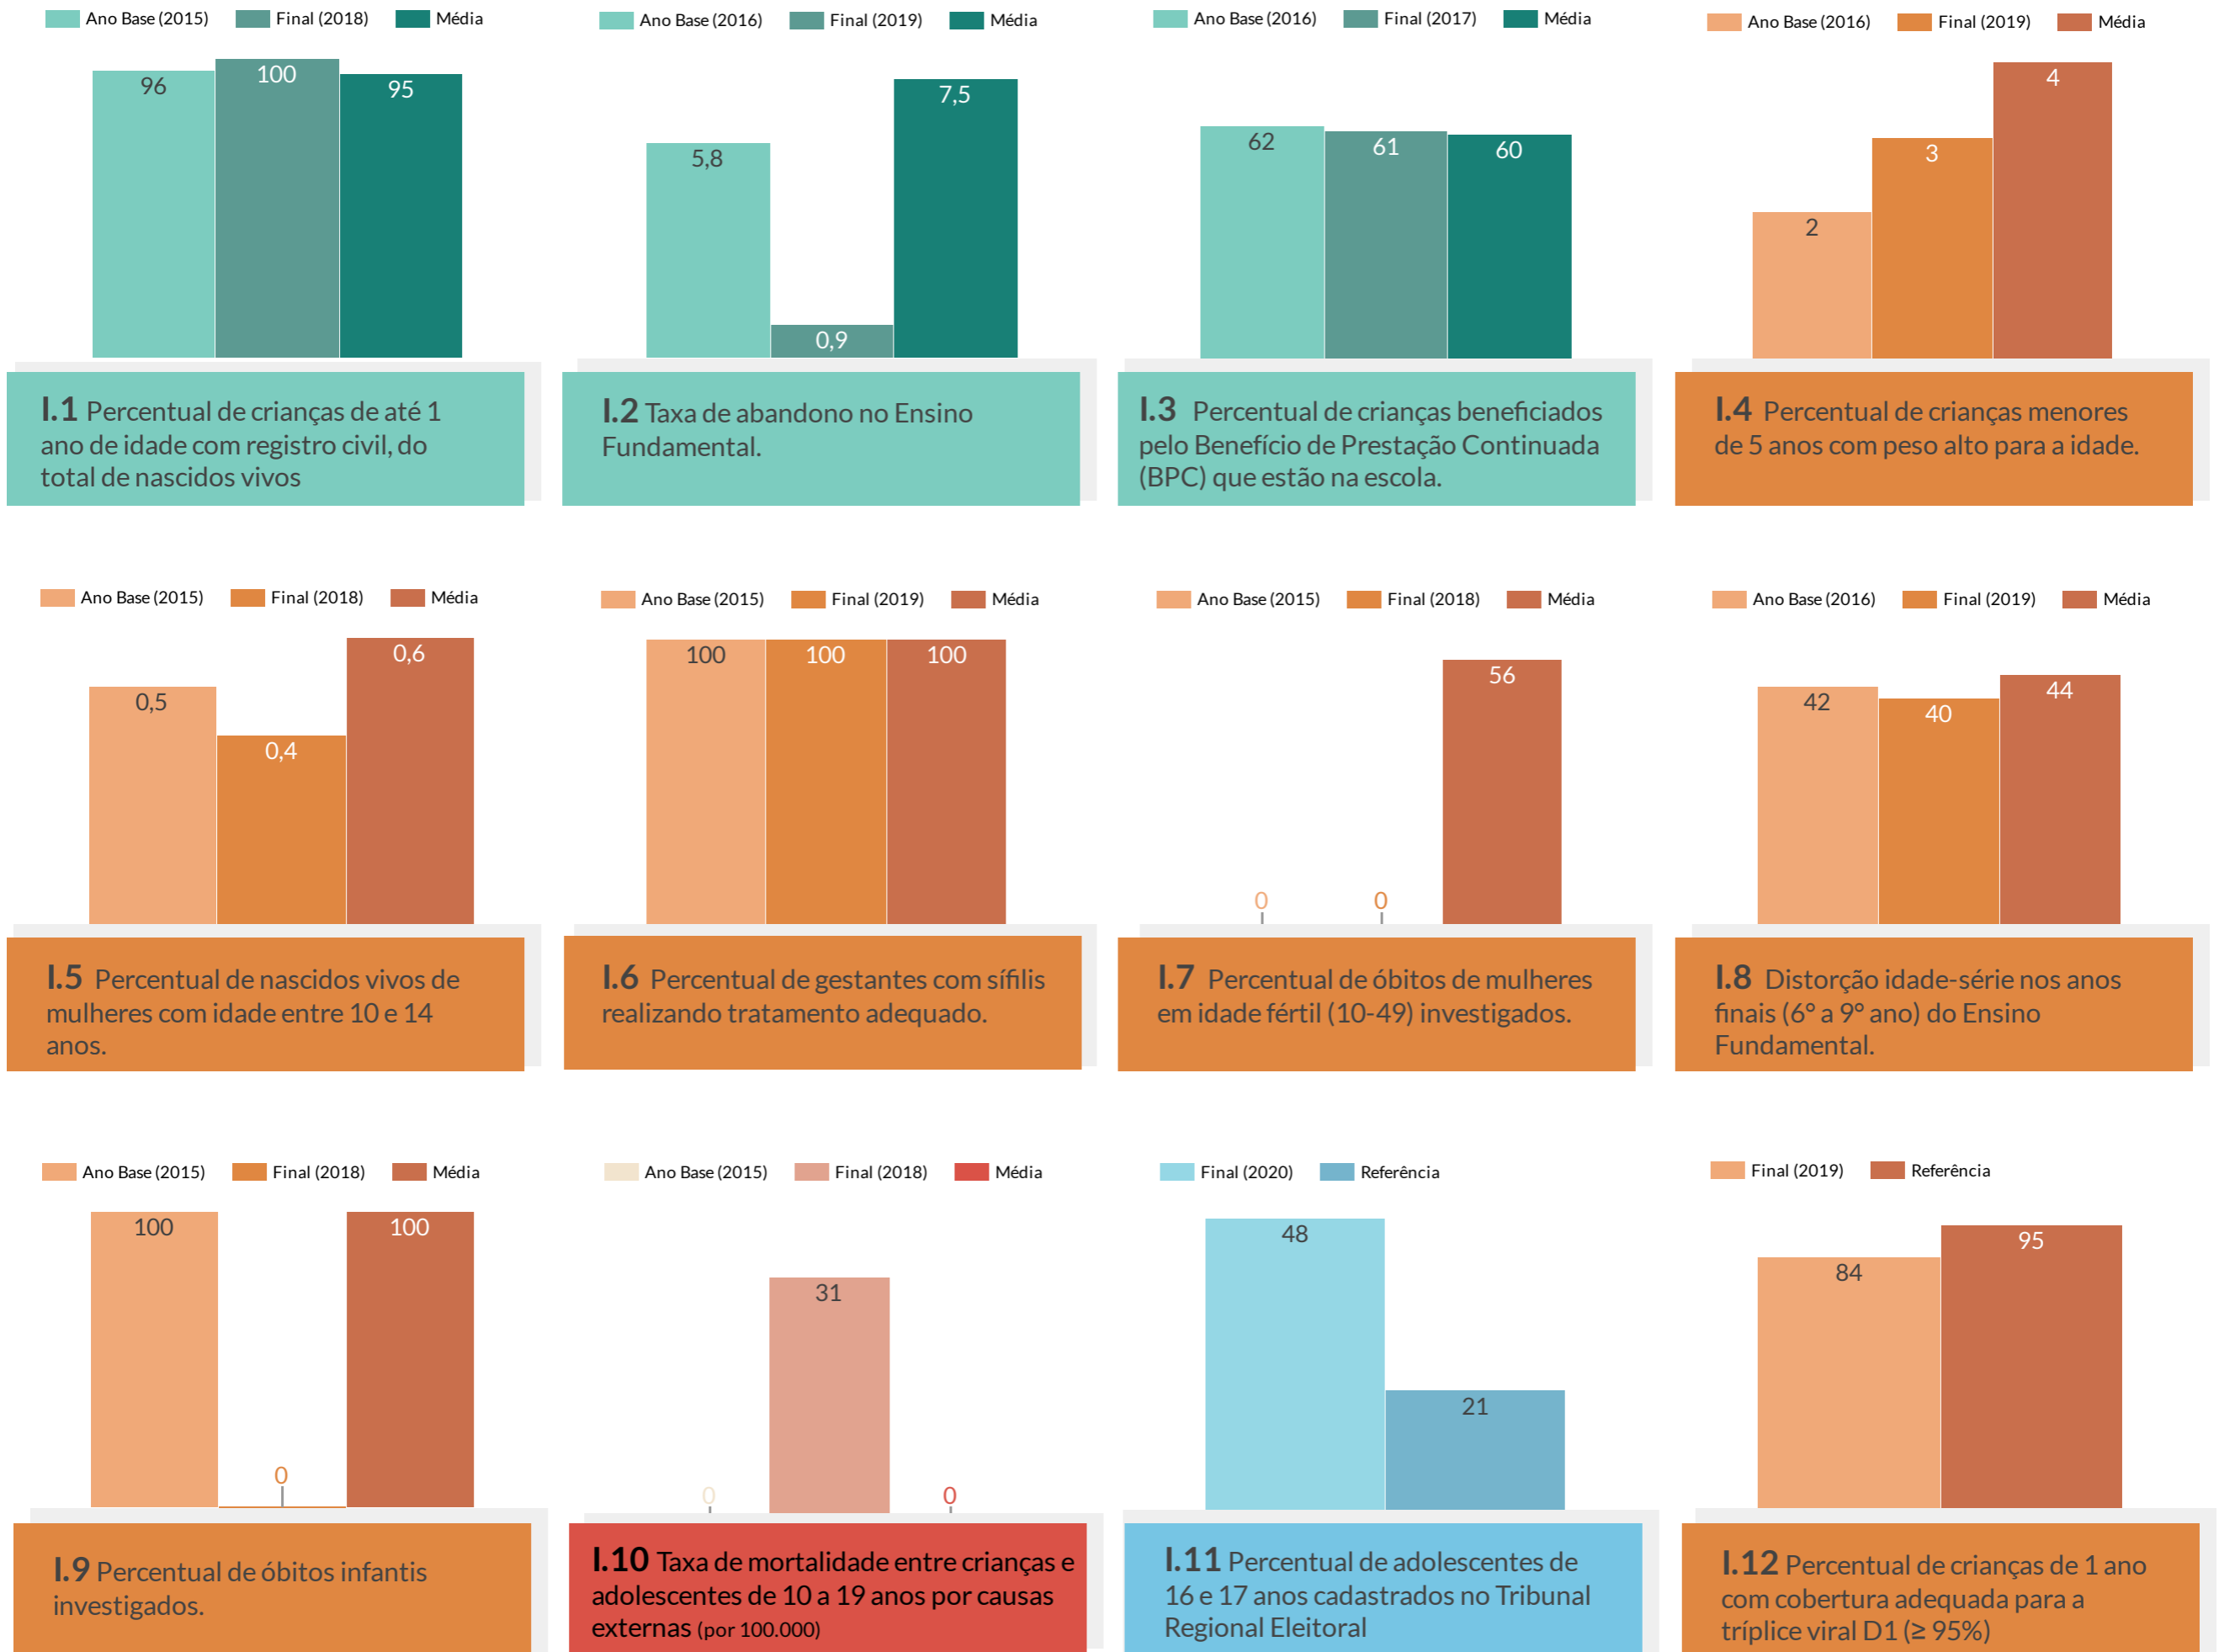 Ano Base (2015) Final (2018) Média
96
100
95
I.1 Percentual de crianças de até 1
ano de idade com registro civil, do
total de nascidos vivos
Ano Base (2016) Final (2019) Média
5,8
0,9
7,5
I.2 Taxa de abandono no Ensino
Fundamental.
Ano Base (2016) Final (2017) Média
62
61
60
I.3 Percentual de crianças beneficiados
pelo Benefício de Prestação Continuada
(BPC) que estão na escola.
Ano Base (2016) Final (2019) Média
2
3
4
I.4 Percentual de crianças menores
de 5 anos com peso alto para a idade.
Ano Base (2015) Final (2018) Média
0,5
0,4
0,6
I.5 Percentual de nascidos vivos de
mulheres com idade entre 10 e 14
anos.
Ano Base (2015) Final (2019) Média
100
100
100
I.6 Percentual de gestantes com sífilis
realizando tratamento adequado.
Ano Base (2015) Final (2018) Média
0
0
56
I.7 Percentual de óbitos de mulheres
em idade fértil (10-49) investigados.
Ano Base (2016) Final (2019) Média
42
40
44
I.8 Distorção idade-série nos anos
finais (6° a 9° ano) do Ensino
Fundamental.
Ano Base (2015) Final (2018) Média
100
0
100
I.9 Percentual de óbitos infantis
investigados.
Ano Base (2015) Final (2018) Média
0
31
0
I.10 Taxa de mortalidade entre crianças e
adolescentes de 10 a 19 anos por causas
externas (por 100.000)
Final (2020) Referência
48
21
I.11 Percentual de adolescentes de
16 e 17 anos cadastrados no Tribunal
Regional Eleitoral
Final (2019) Referência
84
95
I.12 Percentual de crianças de 1 ano
com cobertura adequada para a
tríplice viral D1 (≥ 95%)